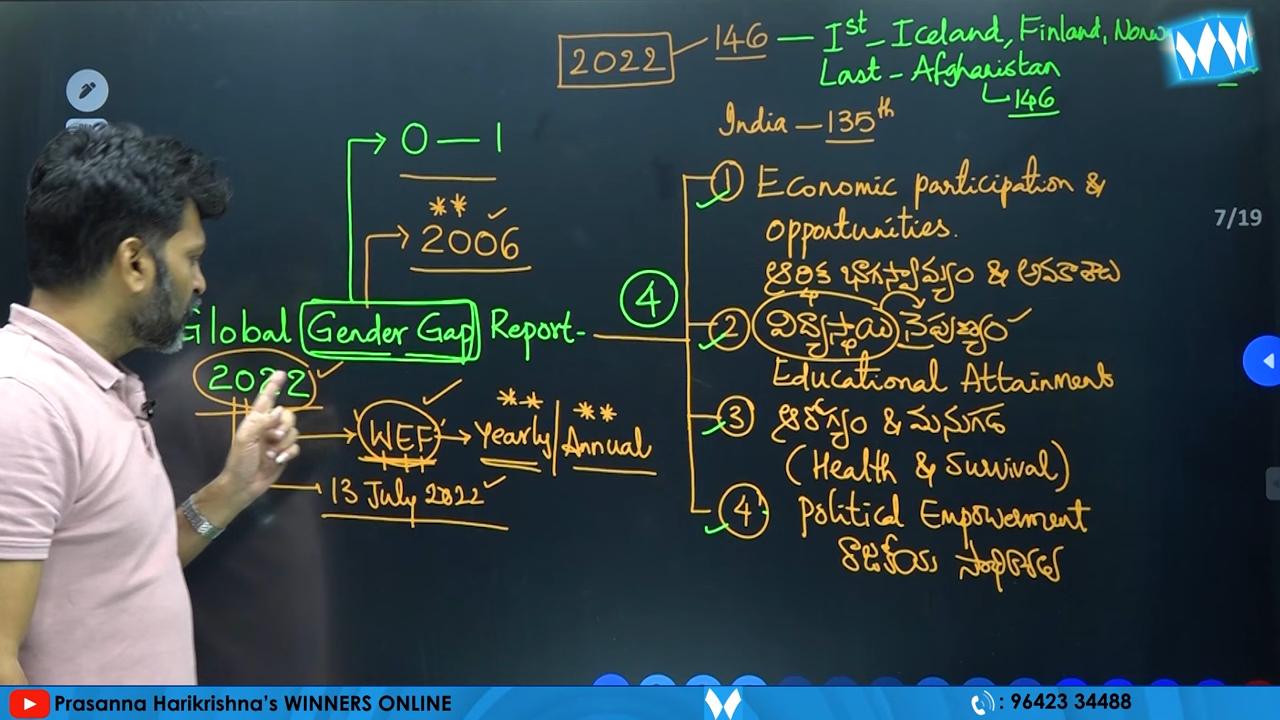 2022 146 — Ist - Iceland, Finland, Norw
Last - Afghanistan
146
India — 135th
0 — 1
**
2006
Global Gender Gap Report-
2022
WEF
** **
Yearly / Annual
13 July 2022
4
1 Economic participation &
opportunities.
ఆర్థిక భాగస్వామ్యం & అవకాశాలు
2 విద్యాస్థాయి నైపుణ్యం
Educational Attainment
3 ఆరోగ్యం & మనుగడ
(Health & Survival)
4 Political Empowerment
రాజకీయ సాధికారత
7/19
W
Prasanna Harikrishna's WINNERS ONLINE
W
: 96423 34488